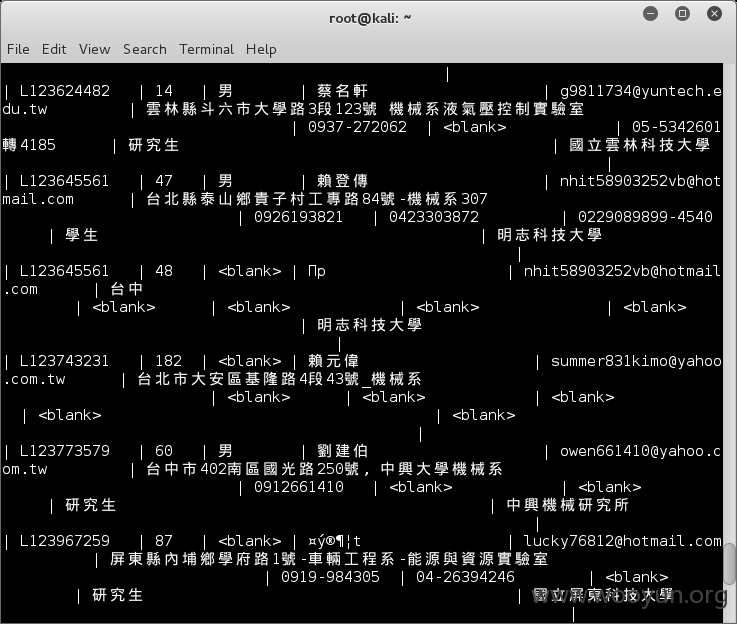 root@kali: ~
File Edit View Search Terminal Help
|
| L123624482 | 14 | 男 | 蔡名軒 | g9811734@yuntech.e
du.tw | 雲林縣斗六市大學路3段123號 機械系液氣壓控制實驗室
| 0937-272062 | <blank> | 05-5342601
轉4185 | 研究生 | 國立雲林科技大學
|
| L123645561 | 47 | 男 | 賴登傳 | nhit58903252vb@hot
mail.com | 台北縣泰山鄉貴子村工專路84號-機械系307
| 0926193821 | 0423303872 | 0229089899-4540
| 學生 | 明志科技大學
|
| L123645561 | 48 | <blank> | Пр | nhit58903252vb@hotmail
.com | 台中
| <blank> | <blank> | <blank> | <blank>
| 明志科技大學
|
| L123743231 | 182 | <blank> | 賴元偉 | summer831kimo@yahoo
.com.tw | 台北市大安區基隆路4段43號_機械系
| <blank> | <blank> | <blank>
| <blank> | <blank>
|
| L123773579 | 60 | 男 | 劉建伯 | owen661410@yahoo.c
om.tw | 台中市402南區國光路250號, 中興大學機械系
| 0912661410 | <blank> | <blank>
| 研究生 | 中興機械研究所
|
| L123967259 | 87 | <blank> | ¤ý®¶¦t | lucky76812@hotmail.com
| 屏東縣內埔鄉學府路1號-車輛工程系-能源與資源實驗室
| 0919-984305 | 04-26394246 | <blank>
| 研究生 | 國立屏東科技大學
|
www.wooyun.org